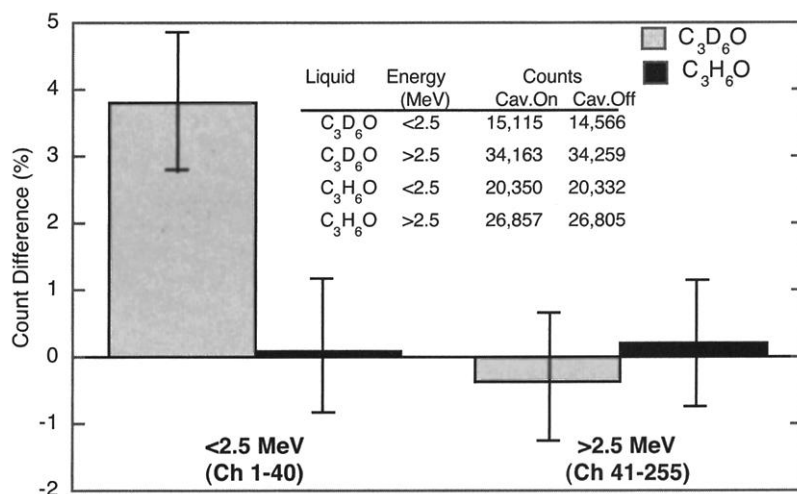 5
4
3
2
1
0
-1
-2
Count Difference (%)
C3D6O
C3H6O
Liquid Energy Counts
(MeV) Cav.On Cav.Off
C3D6O <2.5 15,115 14,566
C3D6O >2.5 34,163 34,259
C3H6O <2.5 20,350 20,332
C3H6O >2.5 26,857 26,805
<2.5 MeV >2.5 MeV
(Ch 1-40) (Ch 41-255)